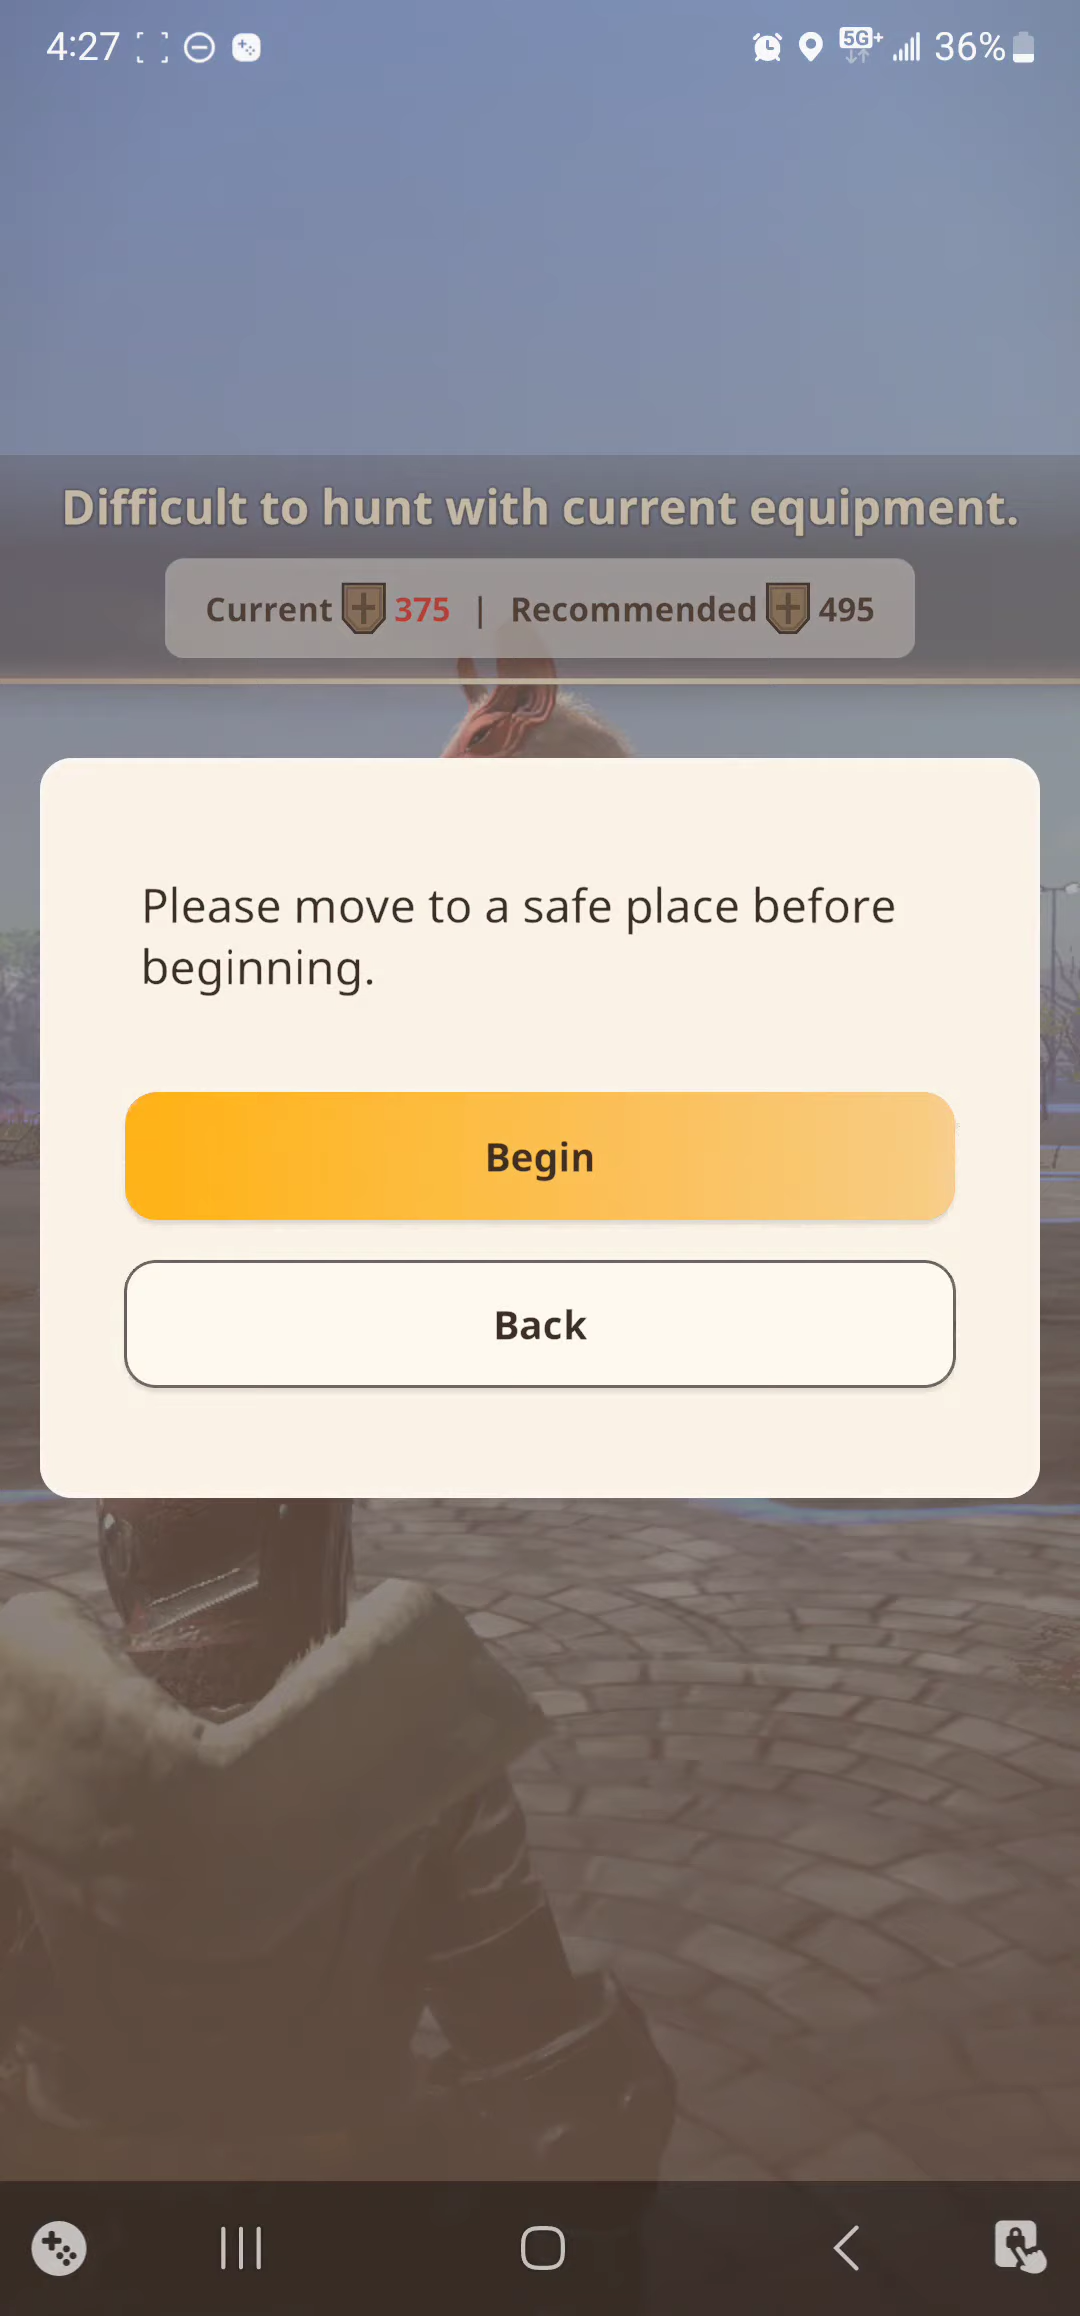 4:27 5G+ 36%
Difficult to hunt with current equipment.
Current 375 | Recommended 495
Please move to a safe place before
beginning.
Begin
Back